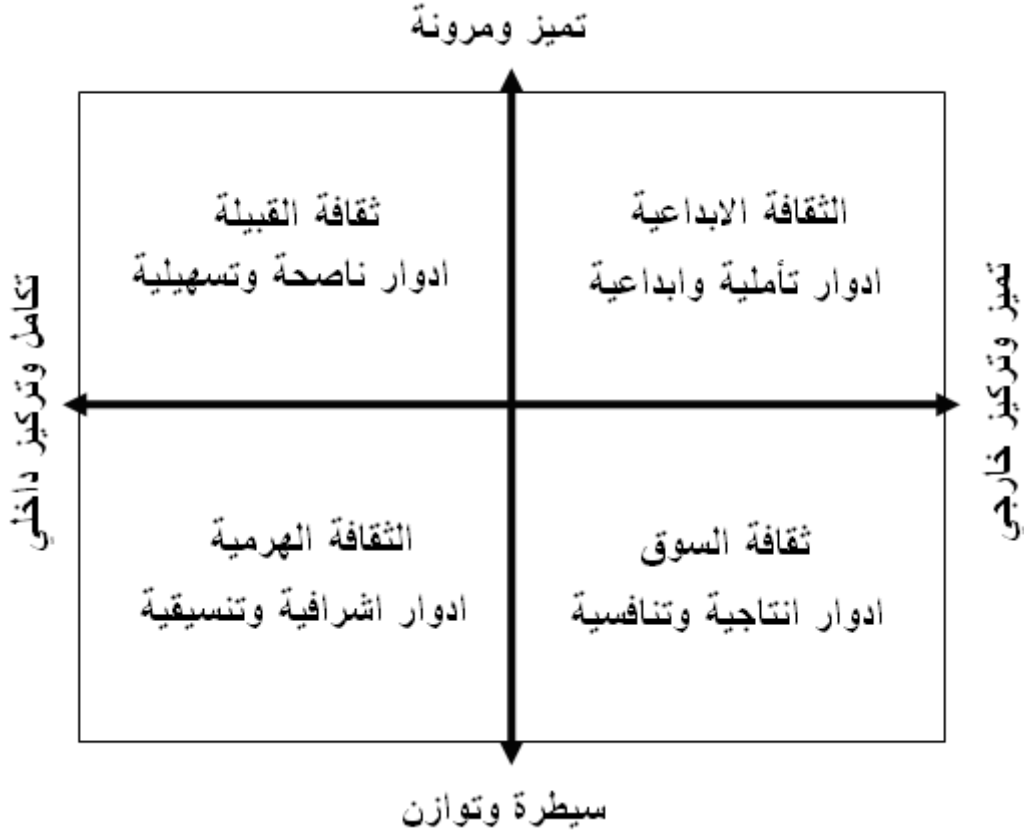 تميز ومرونة
الثقافة الابداعية
ادوار تأملية وابداعية
ثقافة القبيلة
ادوار ناصحة وتسهيلية
تميز وتركيز خارجي
تكامل وتركيز داخلي
ثقافة السوق
ادوار انتاجية وتنافسية
الثقافة الهرمية
ادوار اشرافية وتنسيقية
سيطرة وتوازن